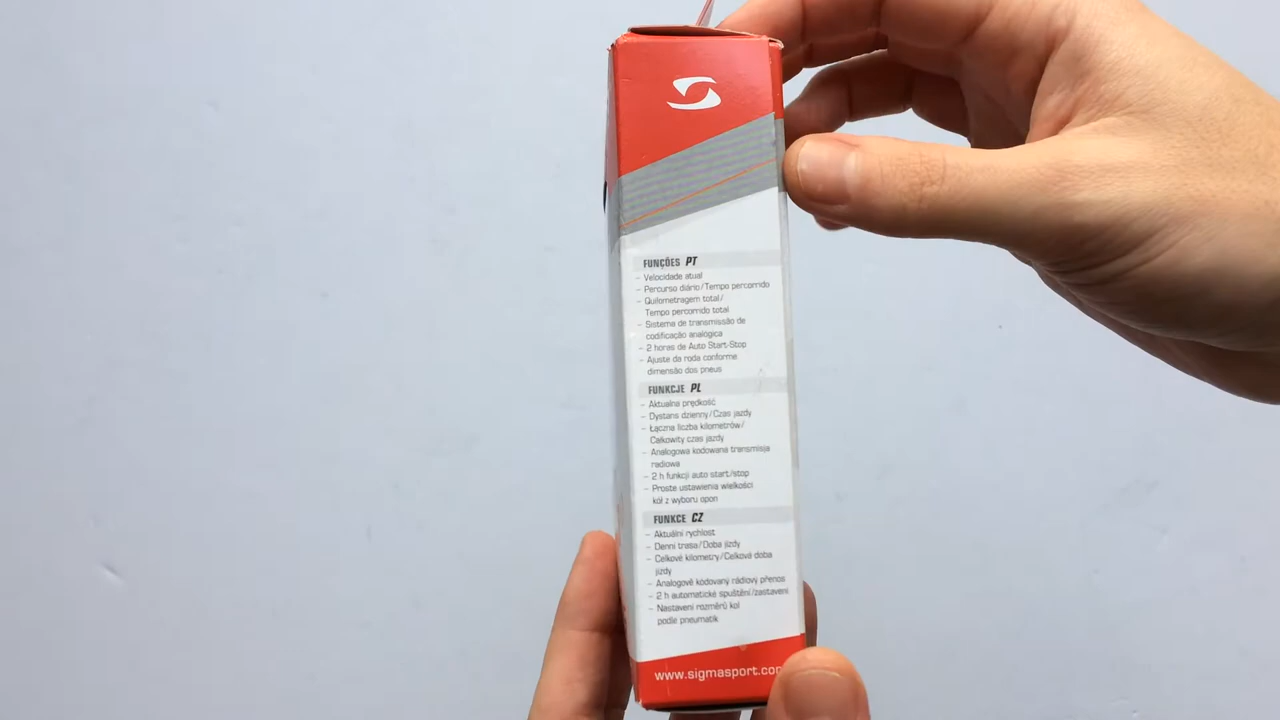 FUNÇÕES PT
– Velocidade atual
– Percurso diário/Tempo percorrido
– Quilometragem total/
Tempo percorrido total
– Sistema de transmissão de
codificação analógica
– 2 horas de Auto Start-Stop
– Ajuste da roda conforme
dimensão dos pneus
FUNKCJE PL
– Aktualna prędkość
– Dystans dzienny/Czas jazdy
– Łączna liczba kilometrów/
Całkowity czas jazdy
– Analogowa kodowana transmisja
radiowa
– 2 h funkcji auto start/stop
– Proste ustawienia wielkości
kół z wyboru opon
FUNKCE CZ
– Aktuální rychlost
– Denní trasa/Doba jízdy
– Celkové kilometry/Celková doba
jízdy
– Analogově kódovaný rádiový přenos
– 2 h automatické spuštění/zastavení
– Nastavení rozměrů kol
podle pneumatik
www.sigmasport.com